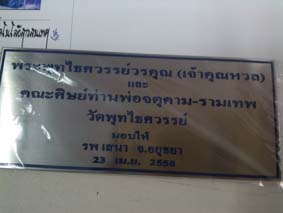 พระพุทไธศวรรย์วรคุณ (เจ้าคุณหวล)
และ
คณะศิษย์ท่านพ่อจตุคาม-รามเทพ
วัดพุทไธศวรรย์
มอบให้
รพ.เสนา จ.อยุธยา
23 เม.ย. 2550